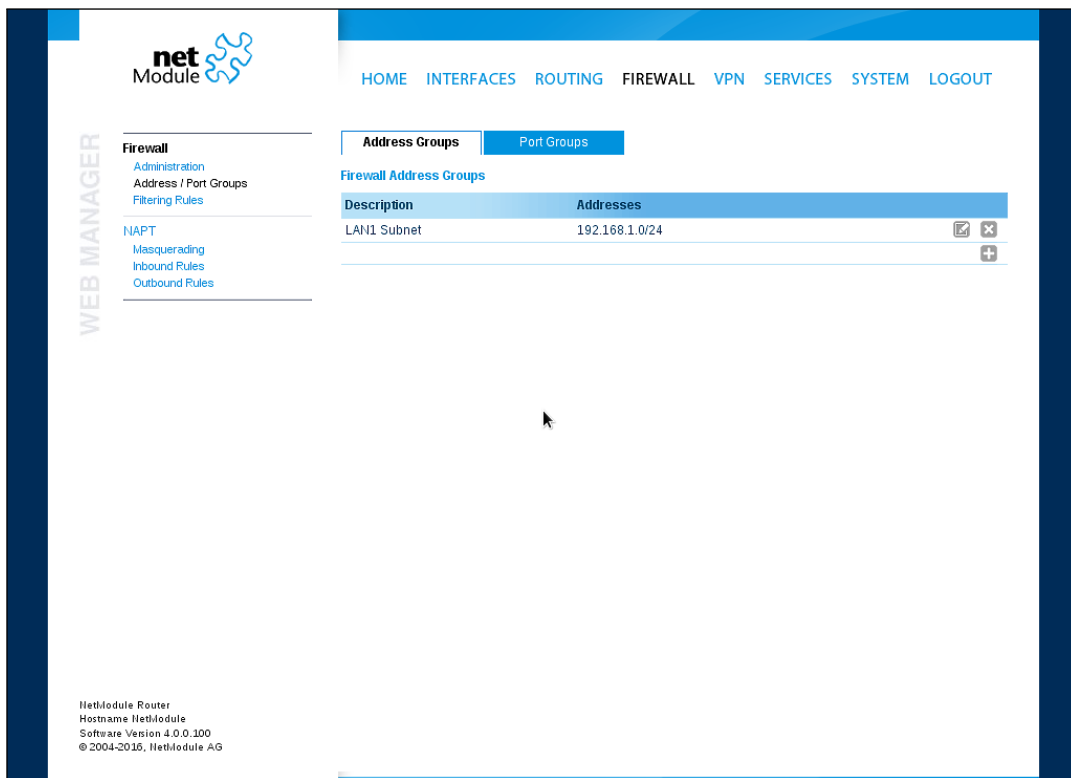 net
Module
HOME INTERFACES ROUTING FIREWALL VPN SERVICES SYSTEM LOGOUT
WEB MANAGER
Firewall
Administration
Address / Port Groups
Filtering Rules
NAPT
Masquerading
Inbound Rules
Outbound Rules
Address Groups Port Groups
Firewall Address Groups
Description Addresses
LAN1 Subnet 192.168.1.0/24
NetModule Router
Hostname NetModule
Software Version 4.0.0.100
© 2004-2016, NetModule AG